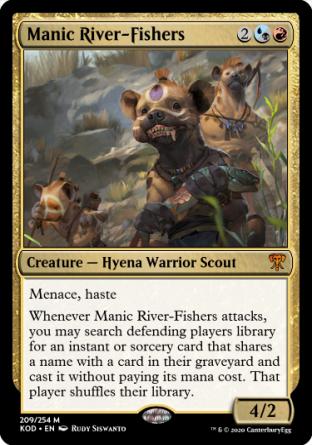 Manic River-Fishers 2
Creature — Hyena Warrior Scout
Menace, haste
Whenever Manic River-Fishers attacks,
you may search defending players library
for an instant or sorcery card that shares
a name with a card in their graveyard and
cast it without paying its mana cost. That
player shuffles their library.
4/2
209/254 M
KOD • EN RUDY SISWANTO
™ & © 2020 CanterburyEgg